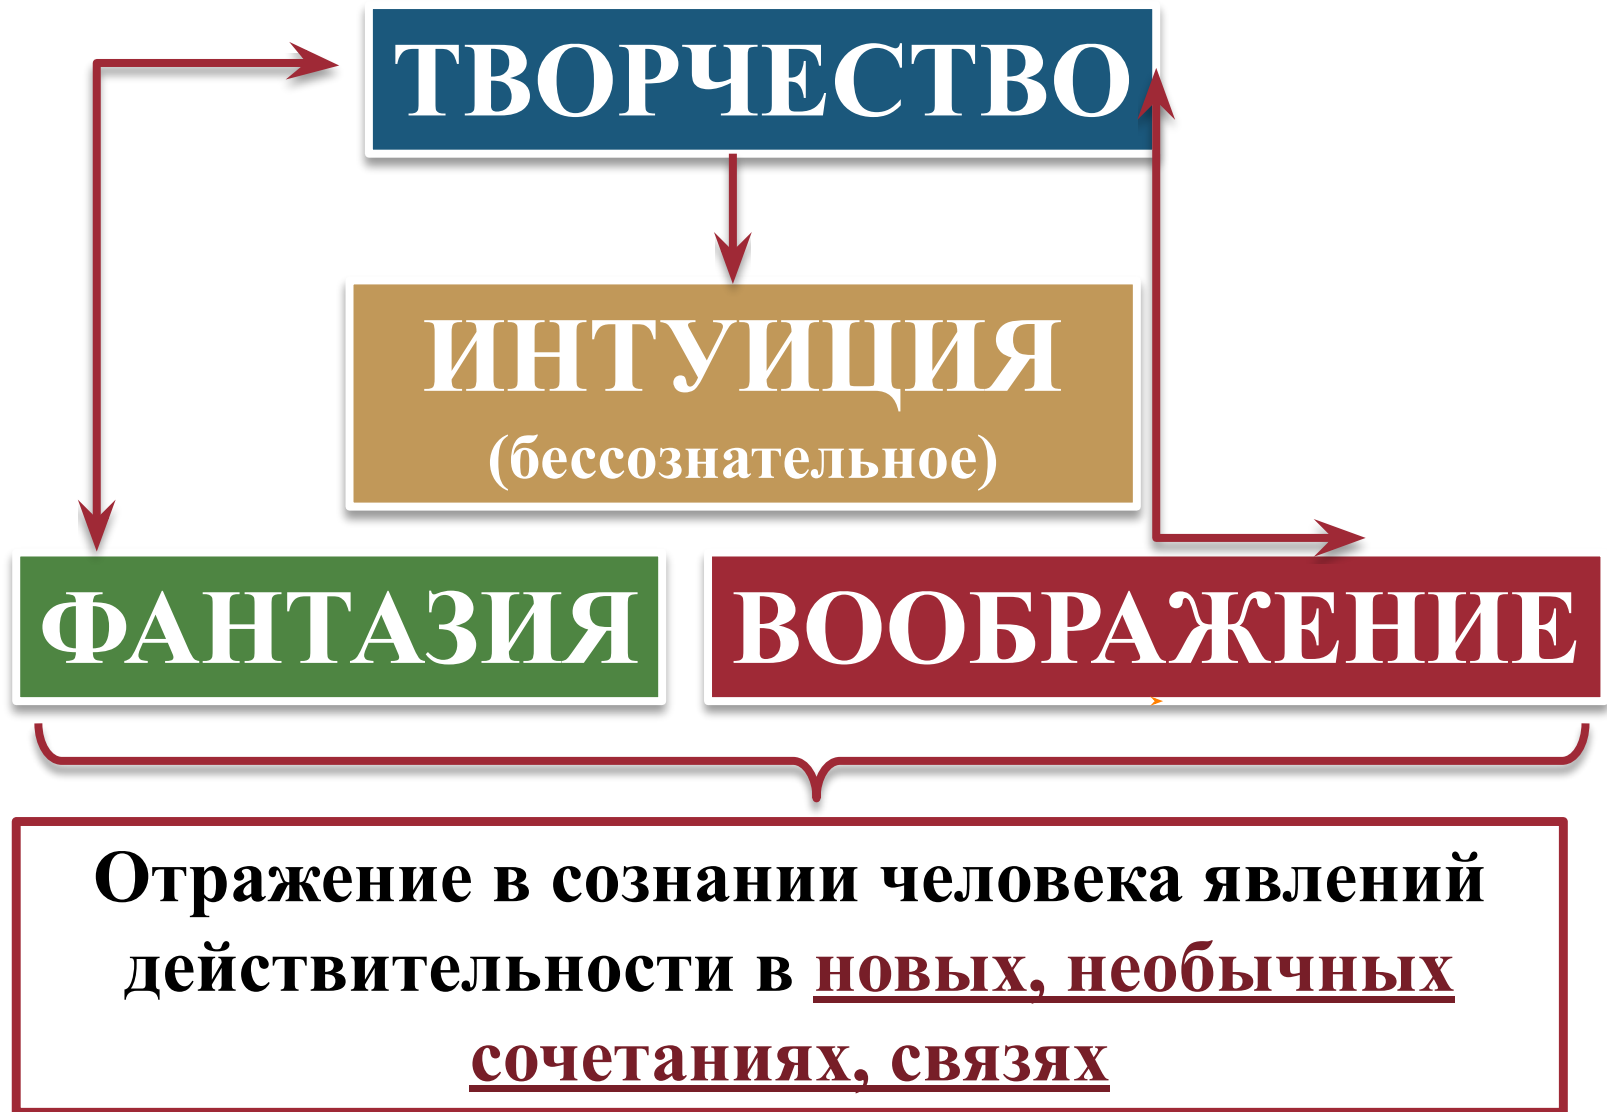 ТВОРЧЕСТВО
ИНТУИЦИЯ
(бессознательное)
ФАНТАЗИЯ
ВООБРАЖЕНИЕ
Отражение в сознании человека явлений
действительности в новых, необычных
сочетаниях, связях